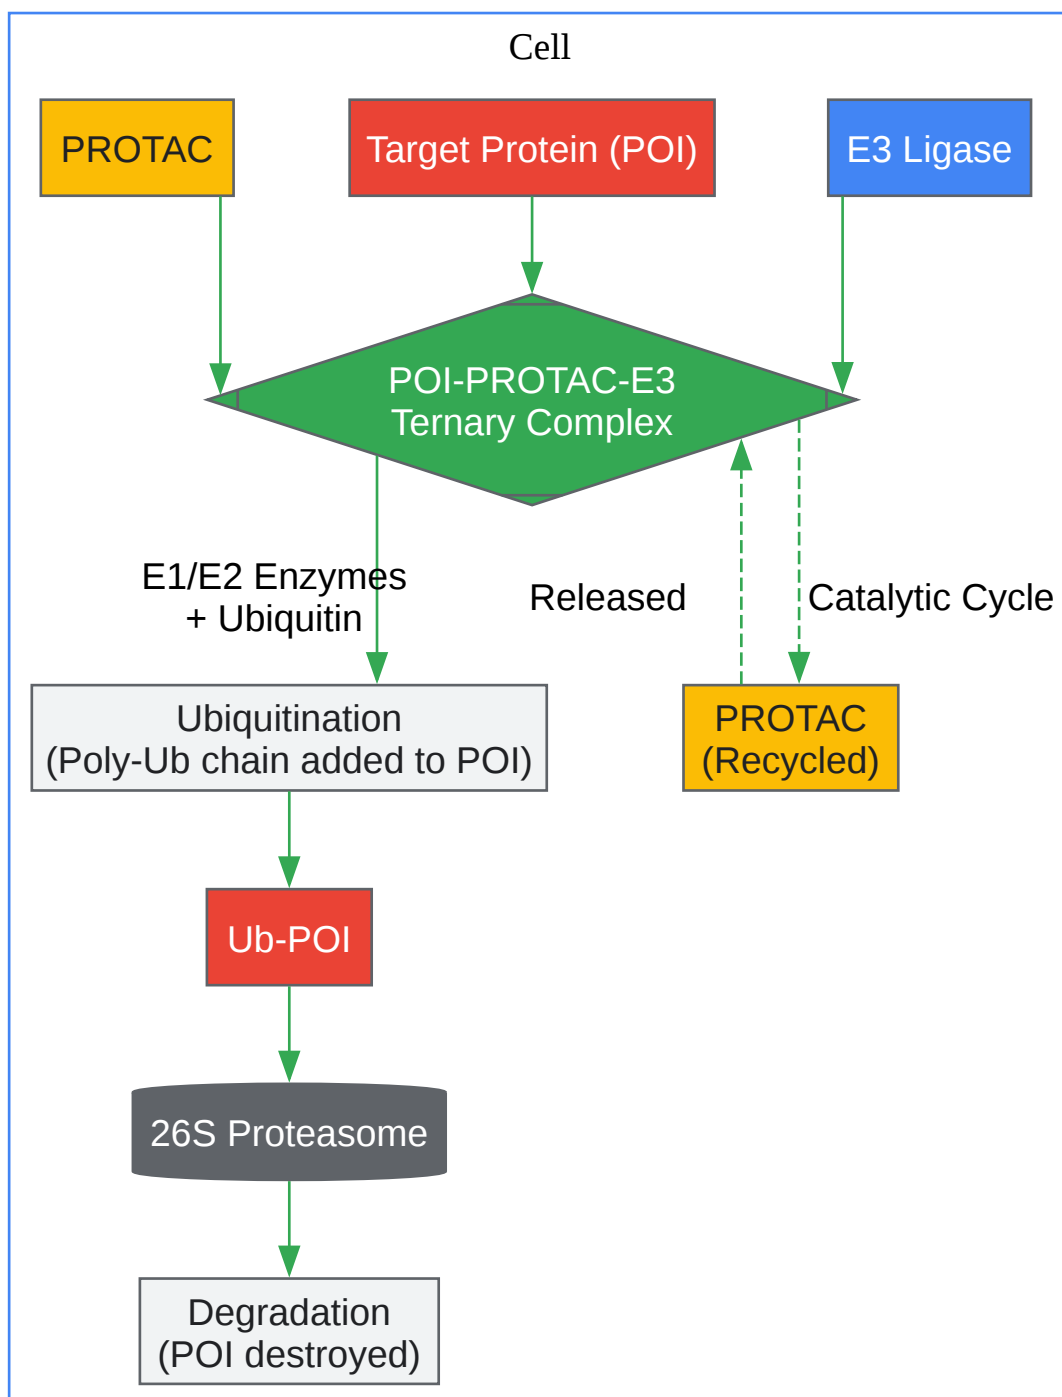 Cell
PROTAC
Target Protein (POI)
E3 Ligase
POI-PROTAC-E3
Ternary Complex
E1/E2 Enzymes
+ Ubiquitin
Released
Catalytic Cycle
Ubiquitination
(Poly-Ub chain added to POI)
PROTAC
(Recycled)
Ub-POI
26S Proteasome
Degradation
(POI destroyed)